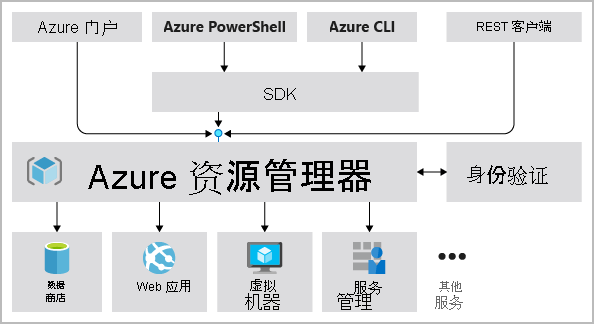 Azure 门户
Azure PowerShell
Azure CLI
REST 客户端
SDK
Azure 资源管理器
身份验证
数据
商店
Web 应用
虚拟
机器
服务
管理
其他
服务